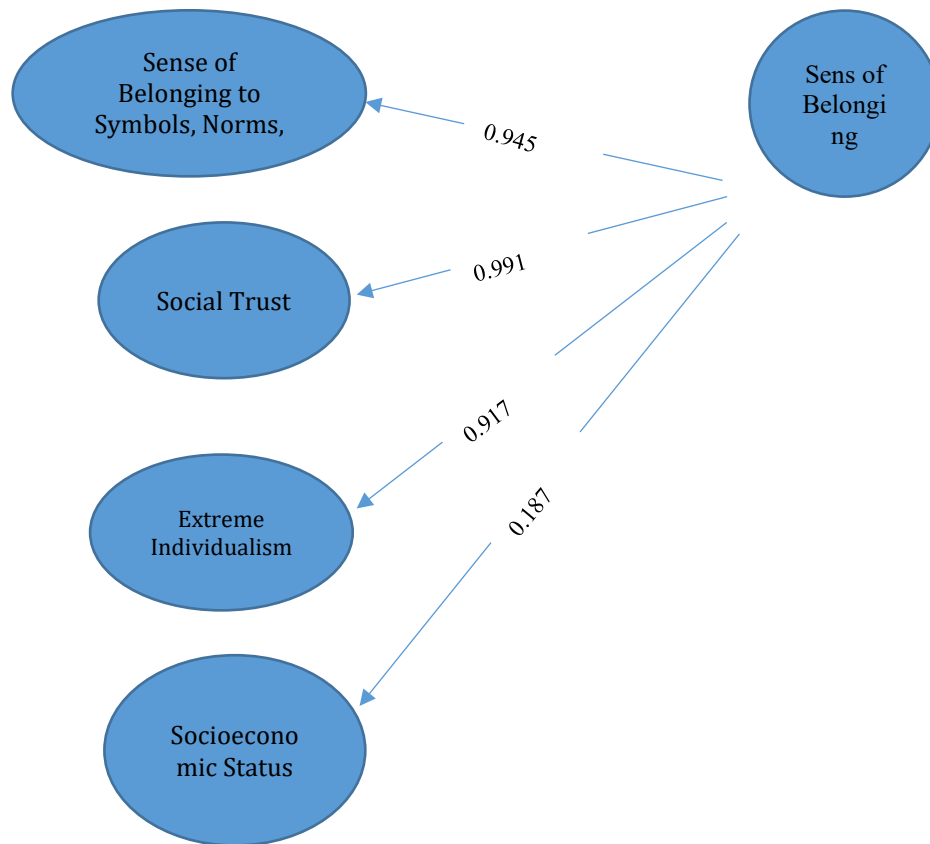 Sense of
Belonging to
Symbols, Norms,
Sens of
Belongi
ng
0.945
0.991
Social Trust
0.917
Extreme
Individualism
0.187
Socioecono
mic Status